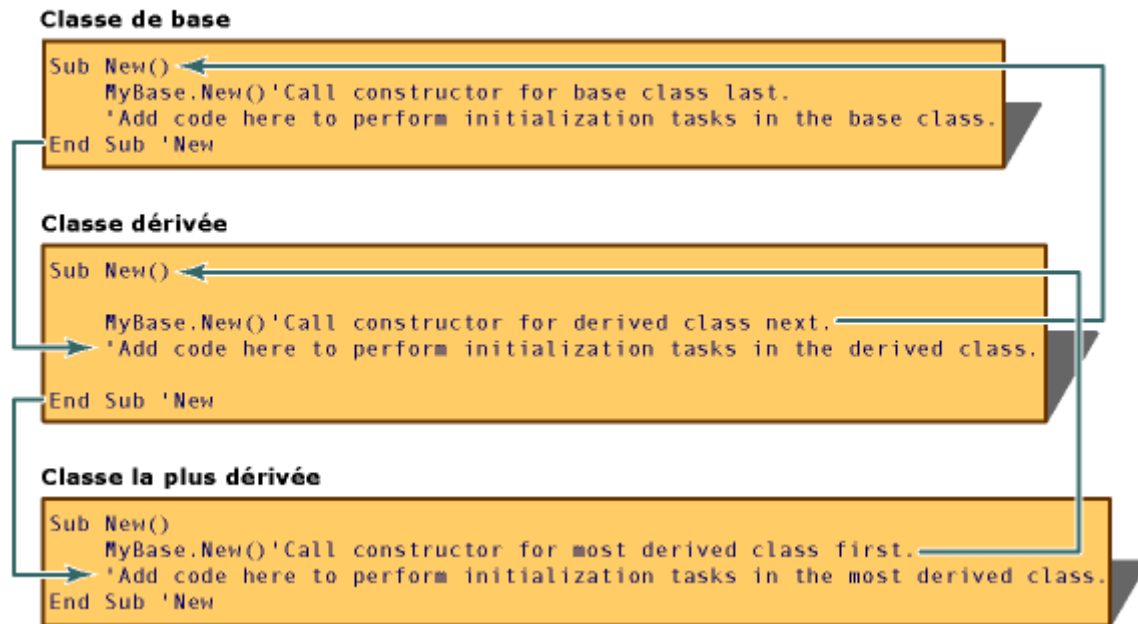 Classe de base
Sub New()
MyBase.New()'Call constructor for base class last.
'Add code here to perform initialization tasks in the base class.
End Sub 'New
Classe dérivée
Sub New()
MyBase.New()'Call constructor for derived class next.
'Add code here to perform initialization tasks in the derived class.
End Sub 'New
Classe la plus dérivée
Sub New()
MyBase.New()'Call constructor for most derived class first.
'Add code here to perform initialization tasks in the most derived class.
End Sub 'New